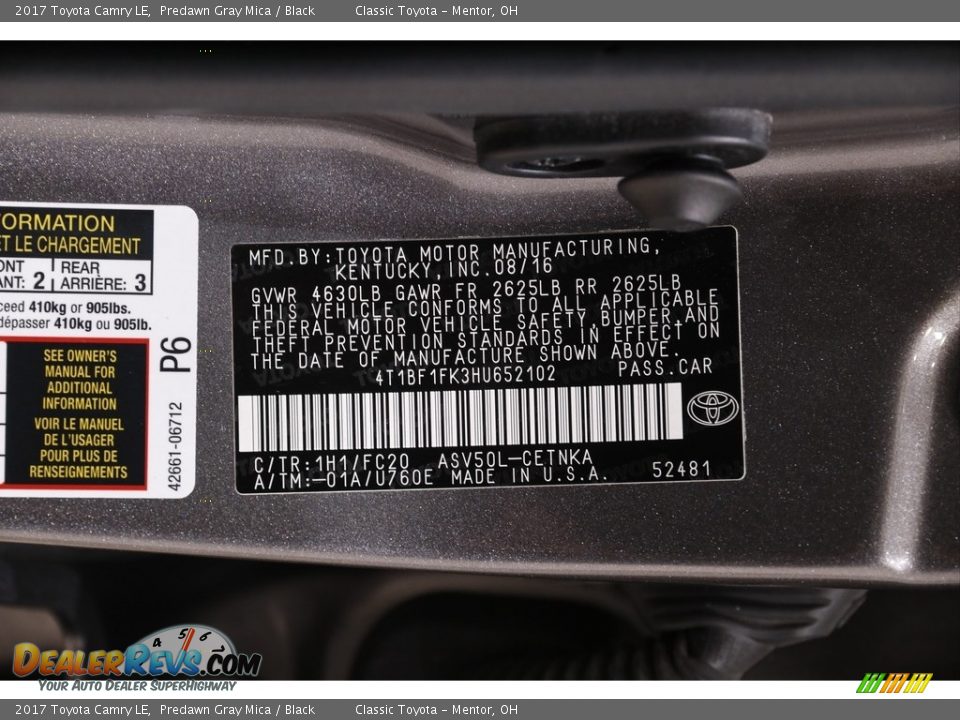 2017 Toyota Camry LE, Predawn Gray Mica / Black Classic Toyota – Mentor, OH
FORMATION
ET LE CHARGEMENT
REAR
ANT: 2 ARRIÈRE: 3
410kg or 905lbs.
dépasser 410kg ou 905lb.
SEE OWNER'S
MANUAL FOR
ADDITIONAL
INFORMATION
VOIR LE MANUEL
DE L'USAGER
POUR PLUS DE
RENSEIGNEMENTS
P6
42661-06712
MFD.BY:TOYOTA MOTOR MANUFACTURING,
KENTUCKY,INC.08/16
GVWR 4630LB GAWR FR 2625LB RR 2625LB
THIS VEHICLE CONFORMS TO ALL APPLICABLE
FEDERAL MOTOR VEHICLE SAFETY,BUMPER AND
THEFT PREVENTION STANDARDS IN EFFECT ON
THE DATE OF MANUFACTURE SHOWN ABOVE.
4T1BF1FK3HU652102 PASS.CAR
C/TR:1H1/FC20 ASV50L-CETNKA
A/TM:-01A/U760E MADE IN U.S.A. 52481
4 5 6
DEALERREVS.COM
YOUR AUTO DEALER SUPERHIGHWAY
2017 Toyota Camry LE, Predawn Gray Mica / Black Classic Toyota – Mentor, OH